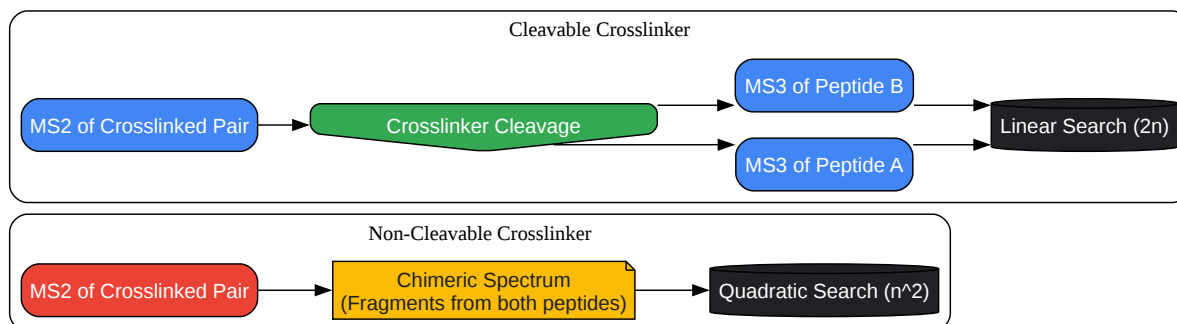 Cleavable Crosslinker
MS2 of Crosslinked Pair
Crosslinker Cleavage
MS3 of Peptide B
MS3 of Peptide A
Linear Search (2n)
Non-Cleavable Crosslinker
MS2 of Crosslinked Pair
Chimeric Spectrum
(Fragments from both peptides)
Quadratic Search (n^2)